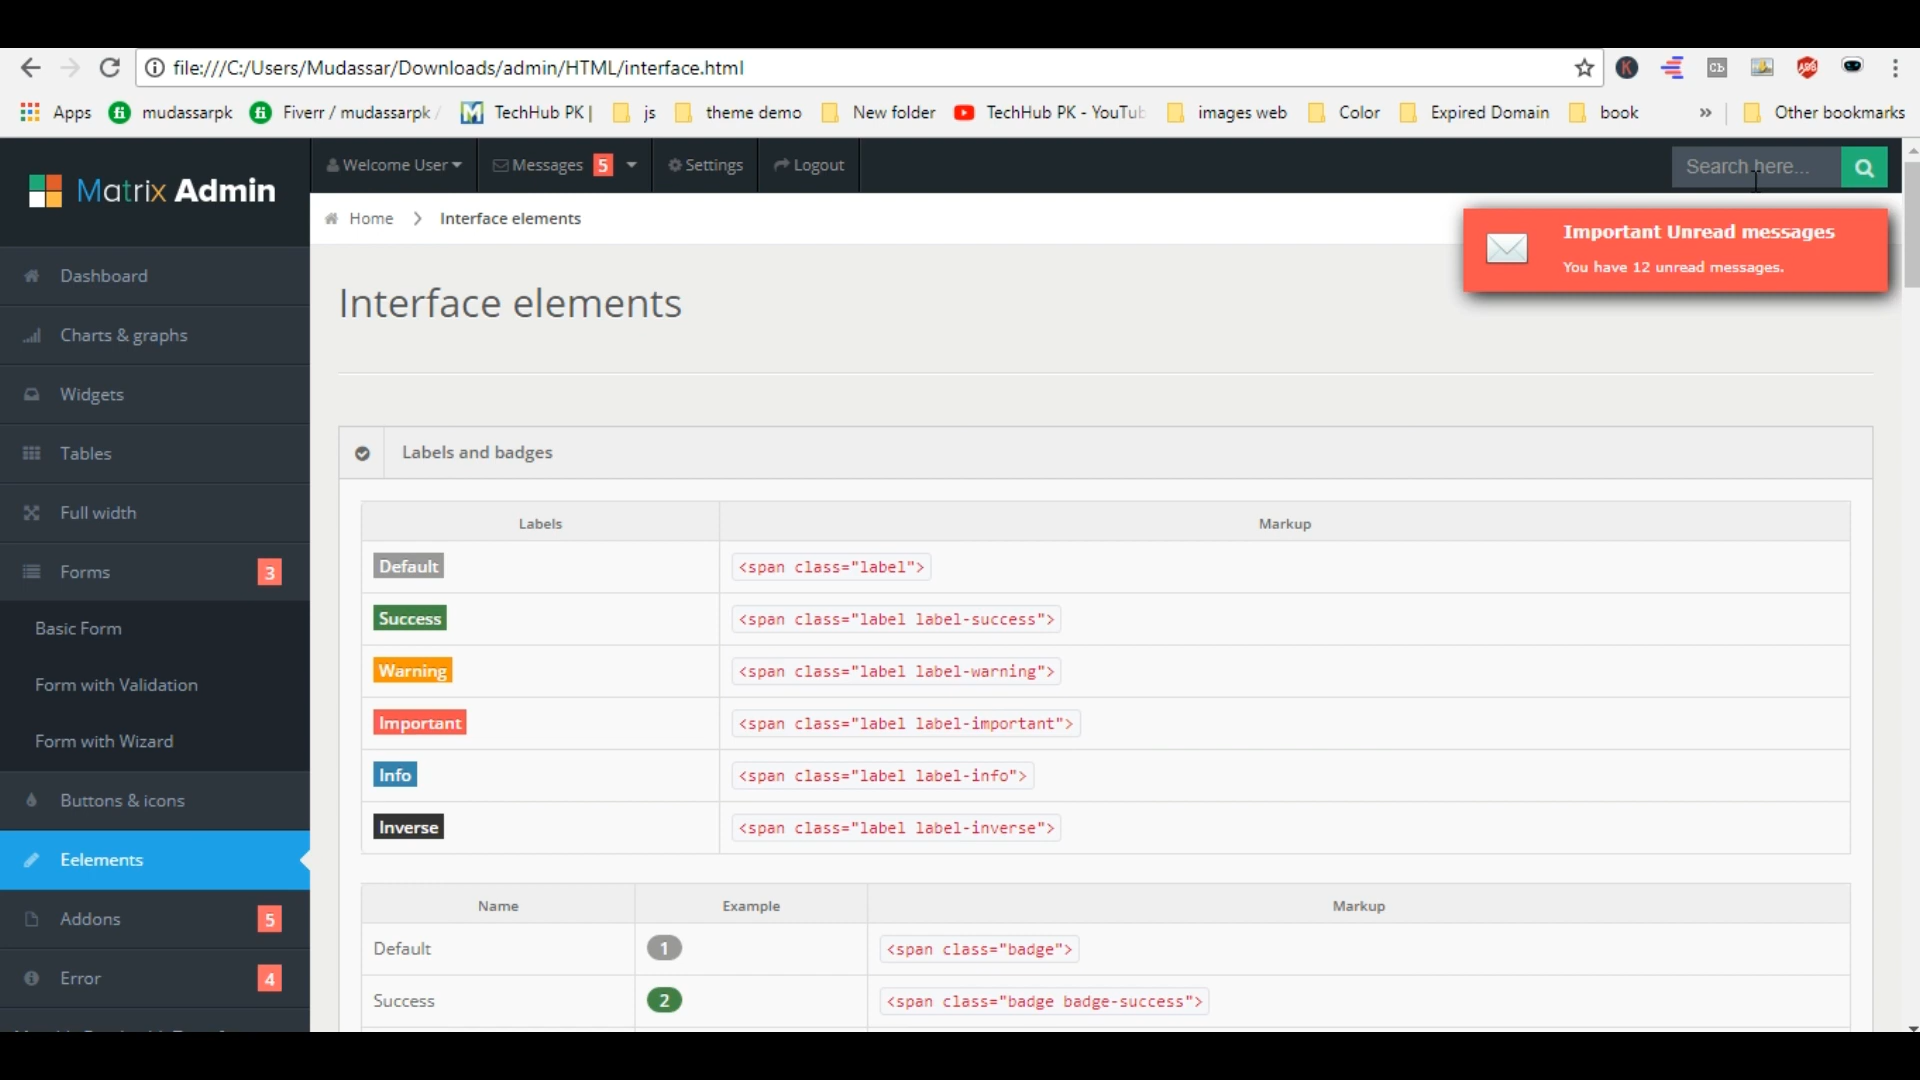 file:///C:/Users/Mudassar/Downloads/admin/HTML/interface.html
Apps mudassarpk Fiverr / mudassarpk / TechHub PK | js theme demo New folder TechHub PK - YouTub images web Color Expired Domain book » Other bookmarks
Matrix Admin
Welcome User Messages 5 Settings Logout
Search here...
Home Interface elements
Important Unread messages
You have 12 unread messages.
Interface elements
Dashboard
Charts & graphs
Widgets
Tables
Full width
Forms 3
Basic Form
Form with Validation
Form with Wizard
Buttons & icons
Eelements
Addons 5
Error 4
Labels and badges
Labels Markup
Default <span class="label">
Success <span class="label label-success">
Warning <span class="label label-warning">
Important <span class="label label-important">
Info <span class="label label-info">
Inverse <span class="label label-inverse">
Name Example Markup
Default 1 <span class="badge">
Success 2 <span class="badge badge-success">